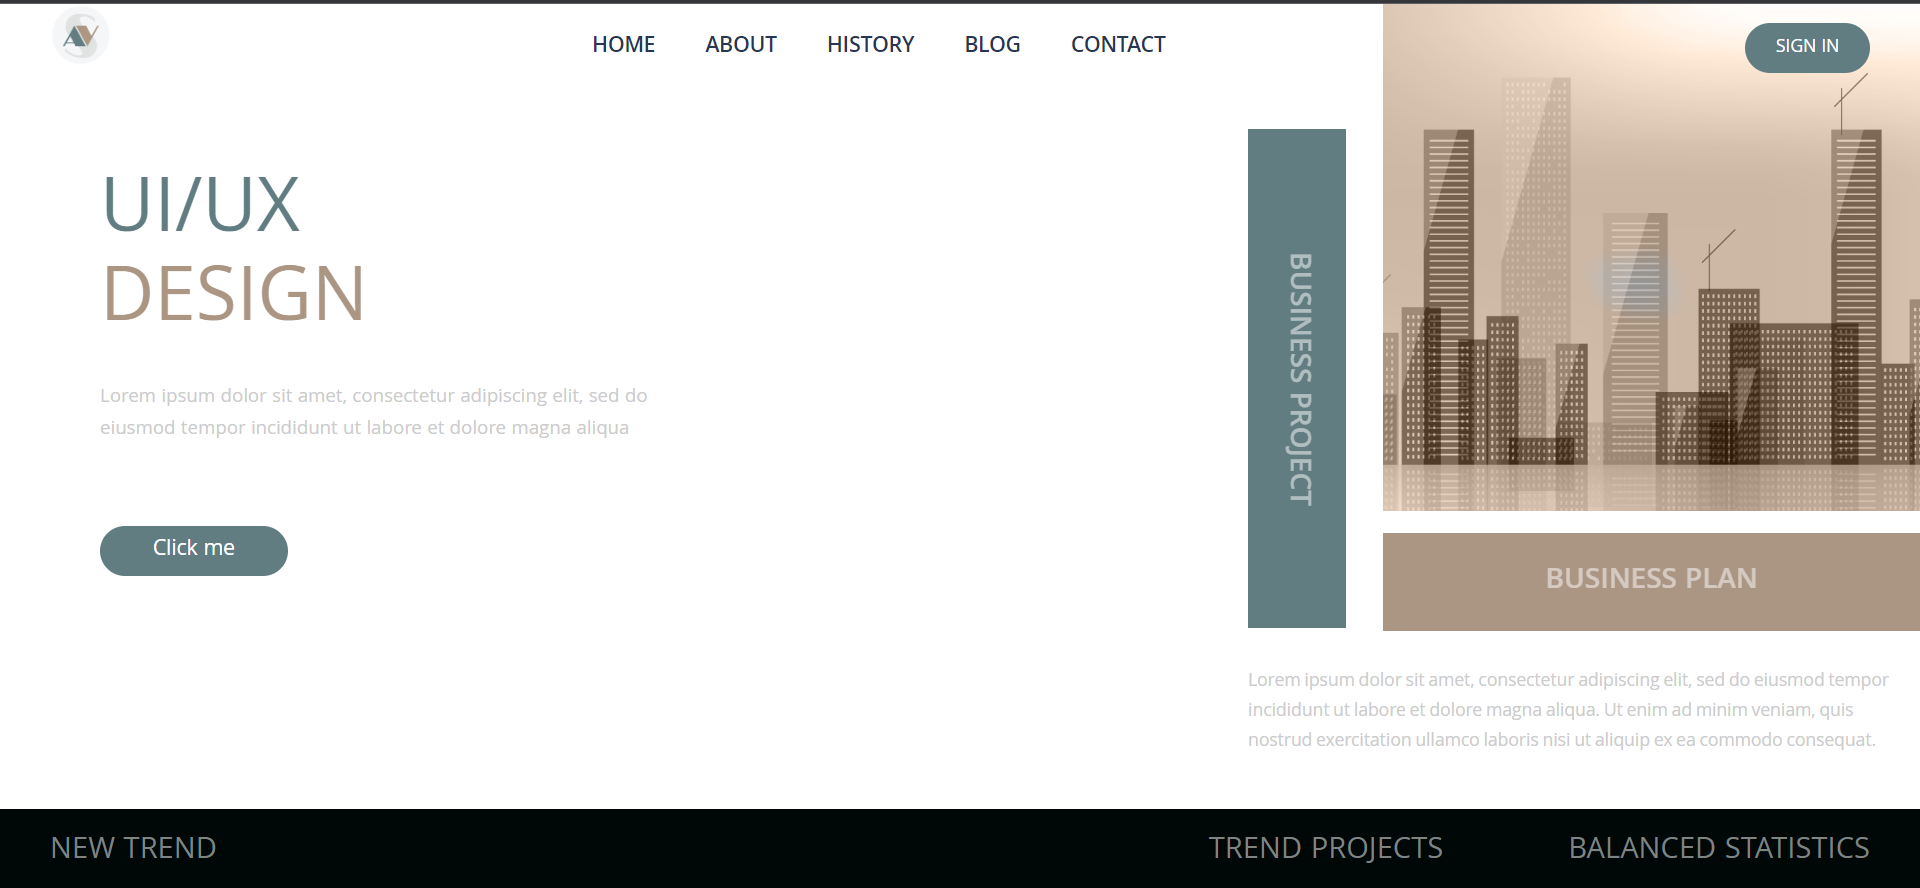 AV
HOME ABOUT HISTORY BLOG CONTACT
SIGN IN
UI/UX
DESIGN
Lorem ipsum dolor sit amet, consectetur adipiscing elit, sed do
eiusmod tempor incididunt ut labore et dolore magna aliqua
Click me
BUSINESS PROJECT
BUSINESS PLAN
Lorem ipsum dolor sit amet, consectetur adipiscing elit, sed do eiusmod tempor
incididunt ut labore et dolore magna aliqua. Ut enim ad minim veniam, quis
nostrud exercitation ullamco laboris nisi ut aliquip ex ea commodo consequat.
NEW TREND
TREND PROJECTS
BALANCED STATISTICS